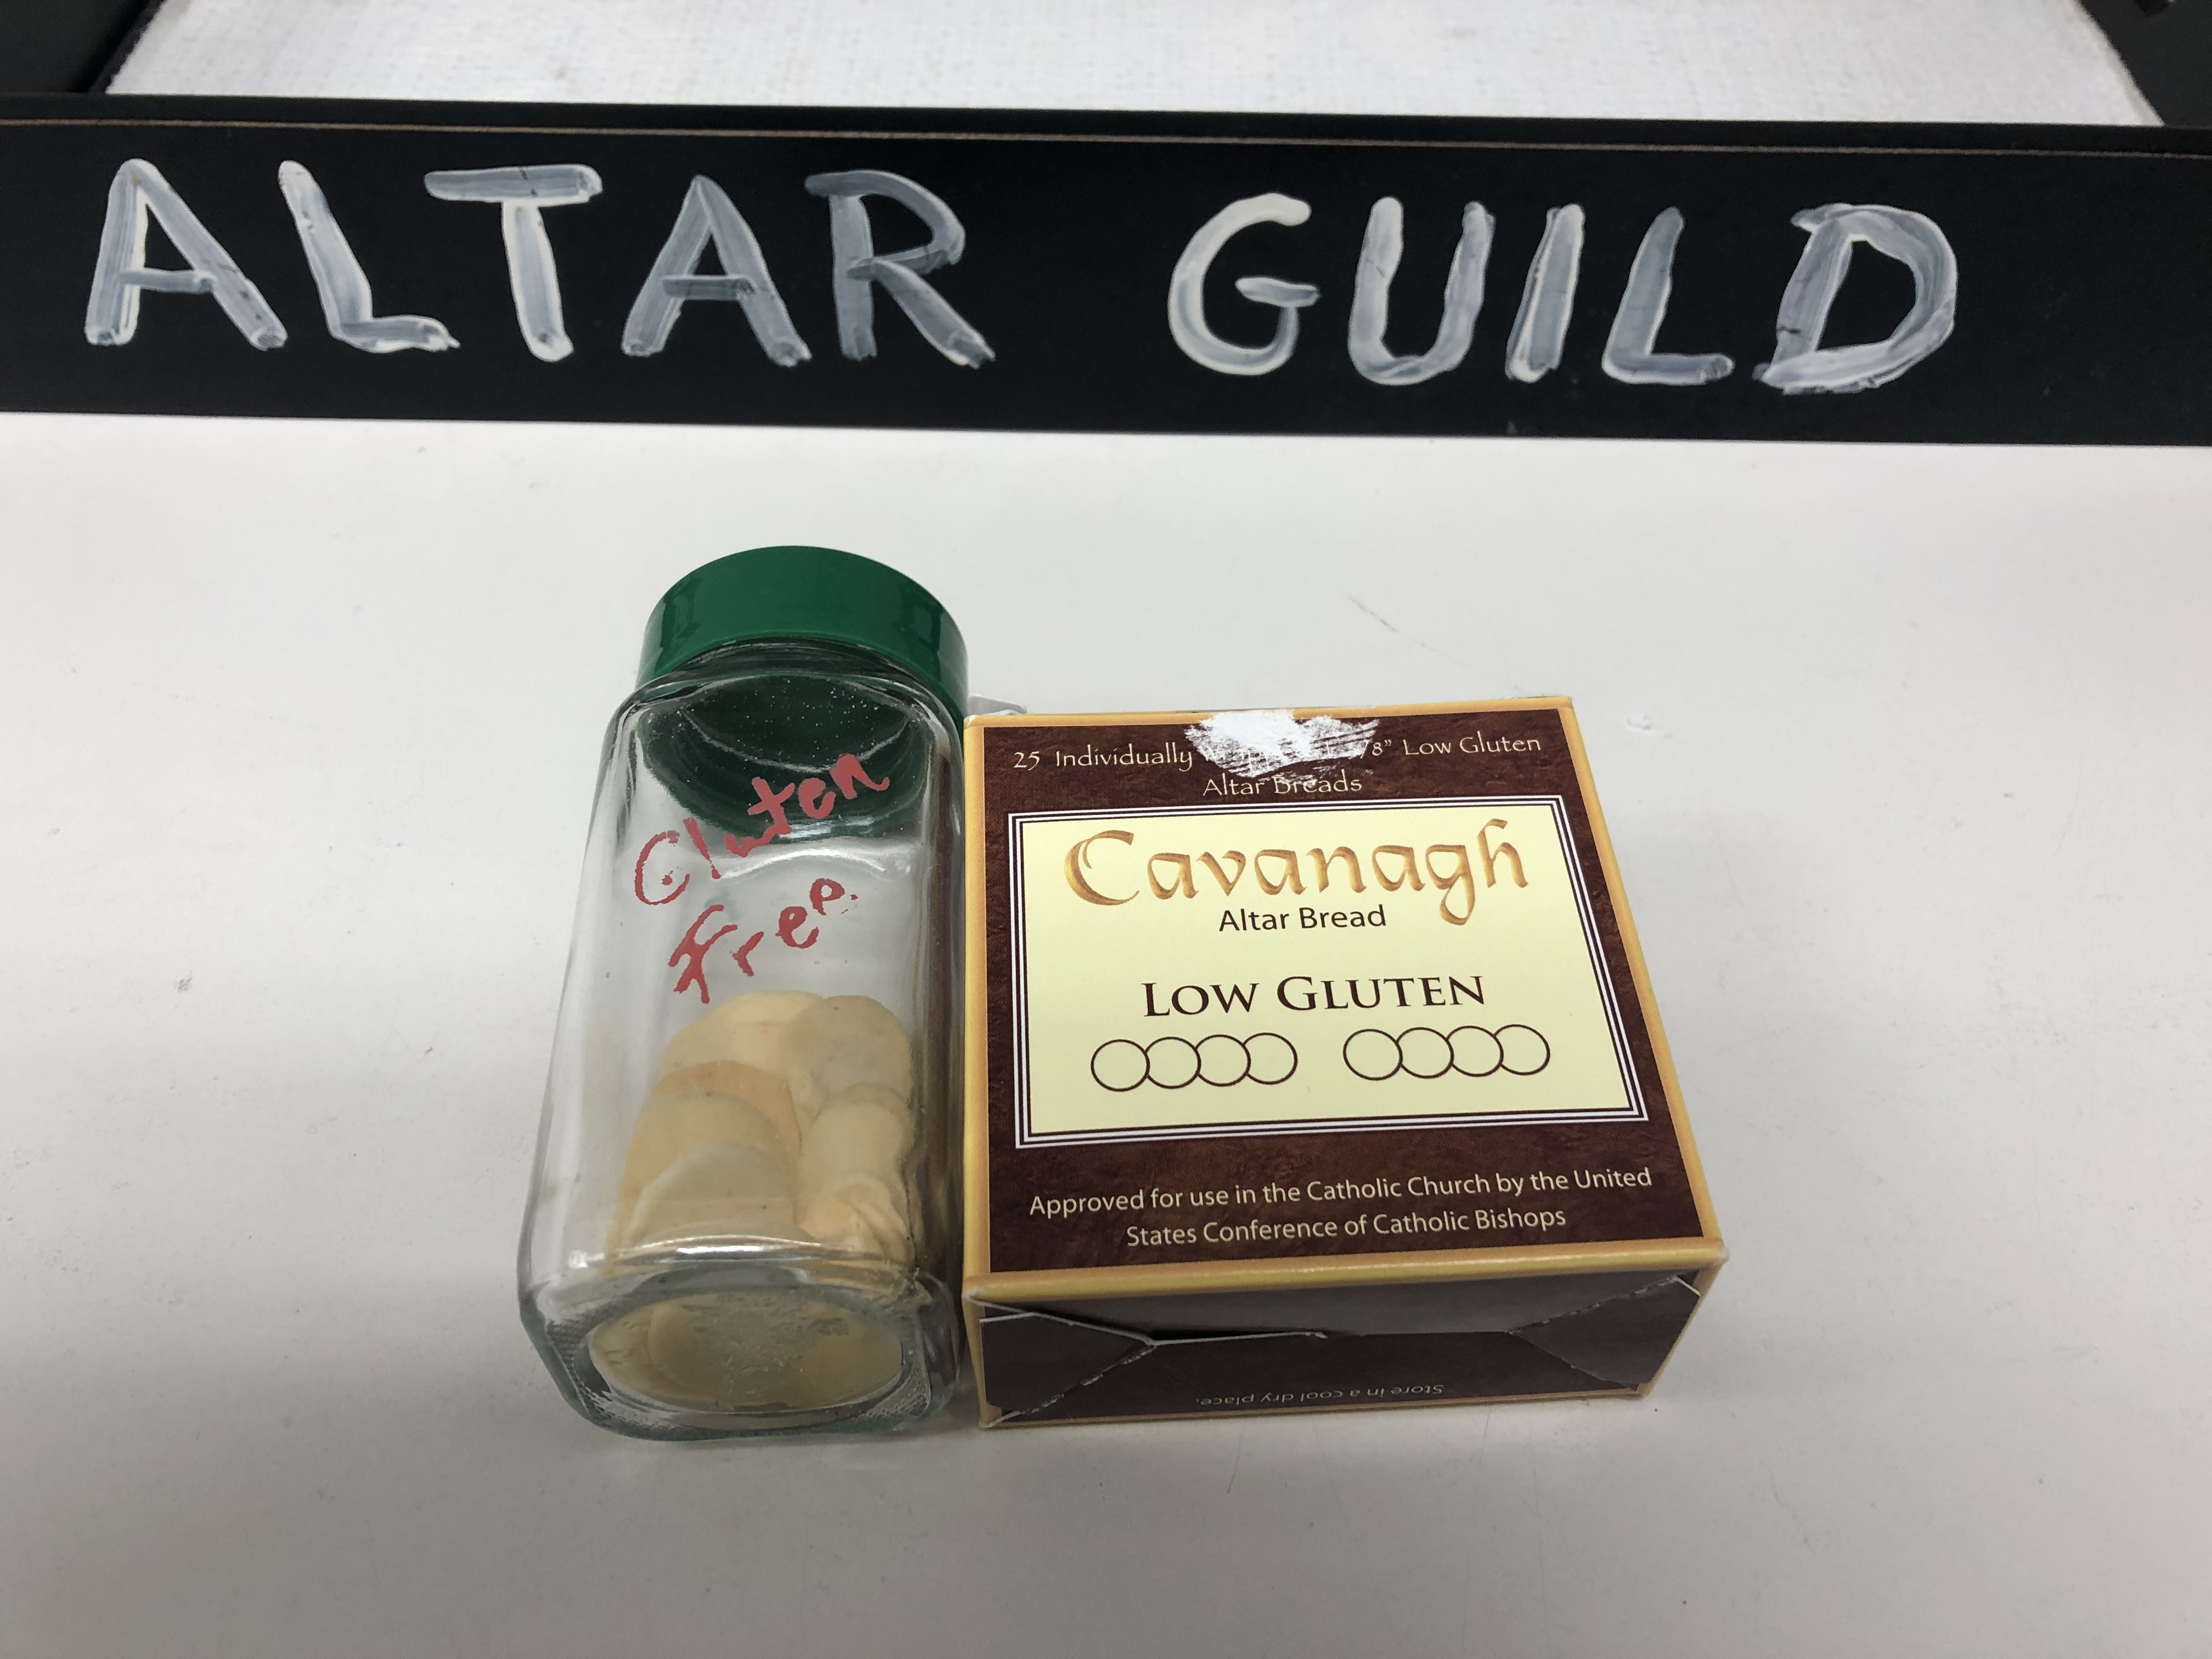 ALTAR GUILD
Gluten
Free
25 Individually 8" Low Gluten
Altar Breads
Cavanagh
Altar Bread
LOW GLUTEN
Approved for use in the Catholic Church by the United
States Conference of Catholic Bishops
Store in a cool dry place.